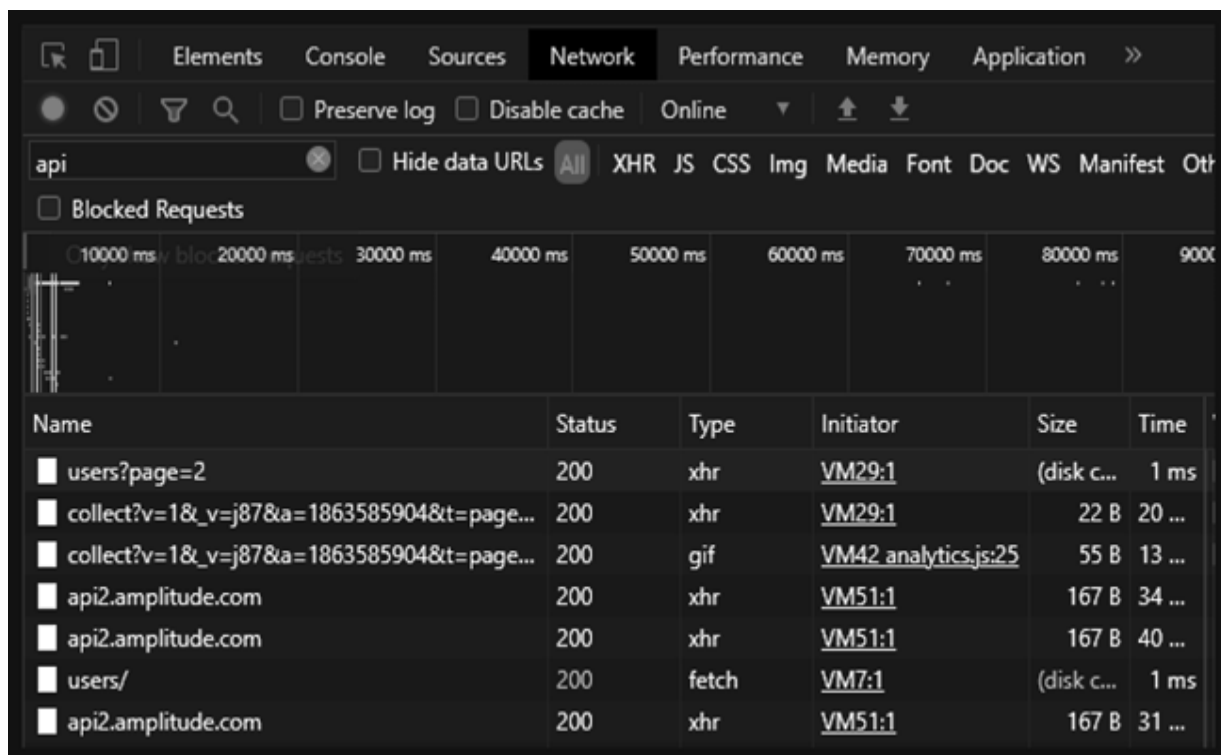 Elements Console Sources Network Performance Memory Application »
Preserve log Disable cache Online
api Hide data URLs All XHR JS CSS Img Media Font Doc WS Manifest Oth
Blocked Requests
10000 ms 20000 ms 30000 ms 40000 ms 50000 ms 60000 ms 70000 ms 80000 ms 9000
Name Status Type Initiator Size Time
users?page=2 200 xhr VM29:1 (disk c... 1 ms
collect?v=1&_v=j87&a=1863585904&t=page... 200 xhr VM29:1 22 B 20 ...
collect?v=1&_v=j87&a=1863585904&t=page... 200 gif VM42 analytics.js:25 55 B 13 ...
api2.amplitude.com 200 xhr VM51:1 167 B 34 ...
api2.amplitude.com 200 xhr VM51:1 167 B 40 ...
users/ 200 fetch VM7:1 (disk c... 1 ms
api2.amplitude.com 200 xhr VM51:1 167 B 31 ...